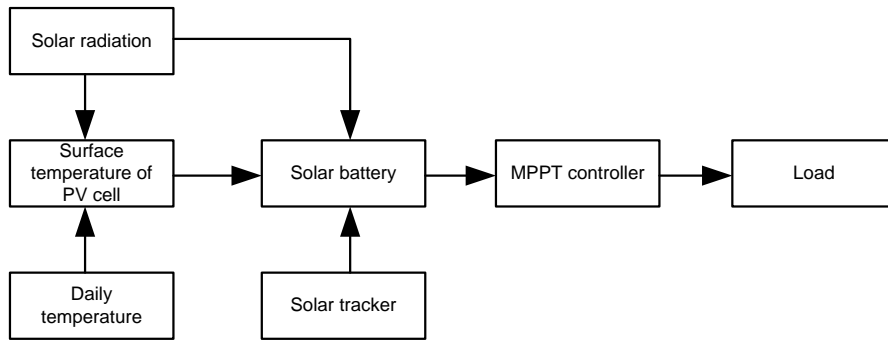 Solar radiation
Surface
temperature of
PV cell
Solar battery
MPPT controller
Load
Daily
temperature
Solar tracker